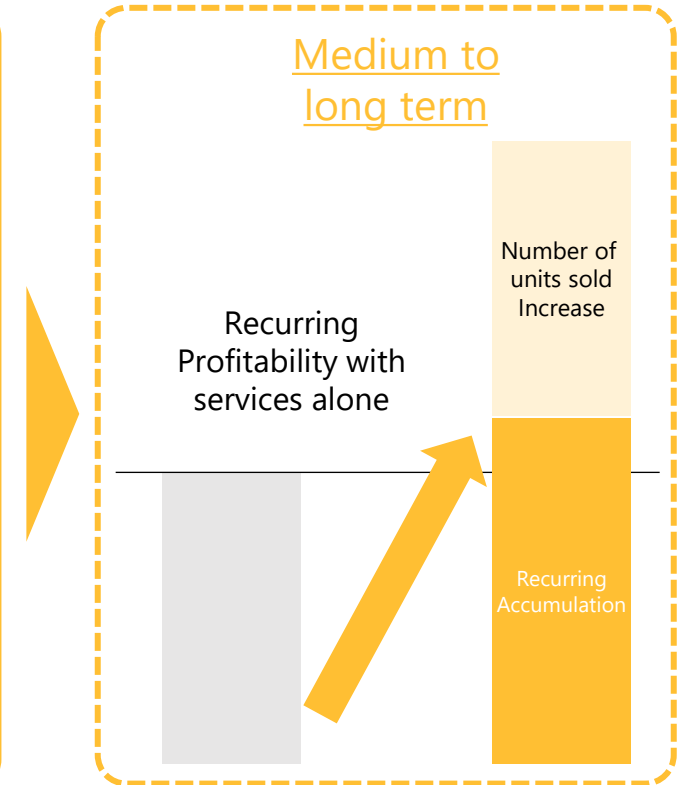 Medium to
long term
Number of
units sold
Increase
Recurring
Profitability with
services alone
Recurring
Accumulation